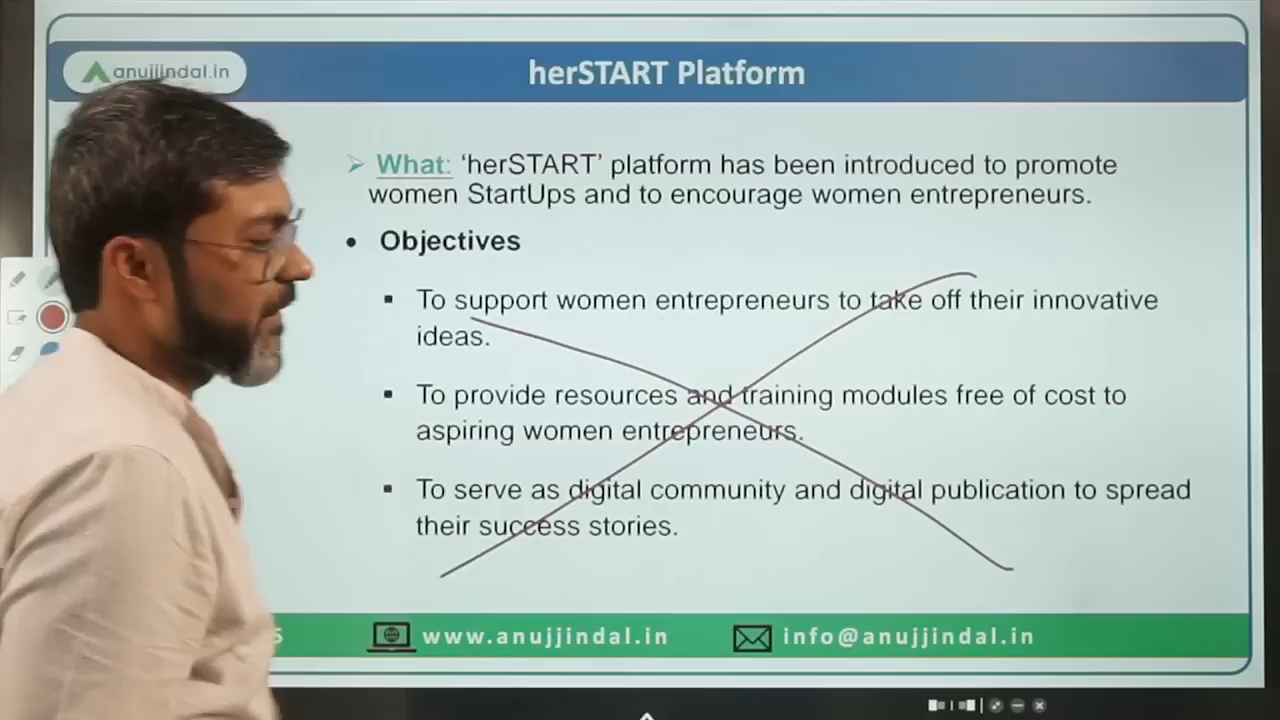 anujjindal.in
herSTART Platform
➢ What: ‘herSTART’ platform has been introduced to promote
women StartUps and to encourage women entrepreneurs.
• Objectives
▪ To support women entrepreneurs to take off their innovative
ideas.
▪ To provide resources and training modules free of cost to
aspiring women entrepreneurs.
▪ To serve as digital community and digital publication to spread
their success stories.
5 www.anujjindal.in info@anujjindal.in